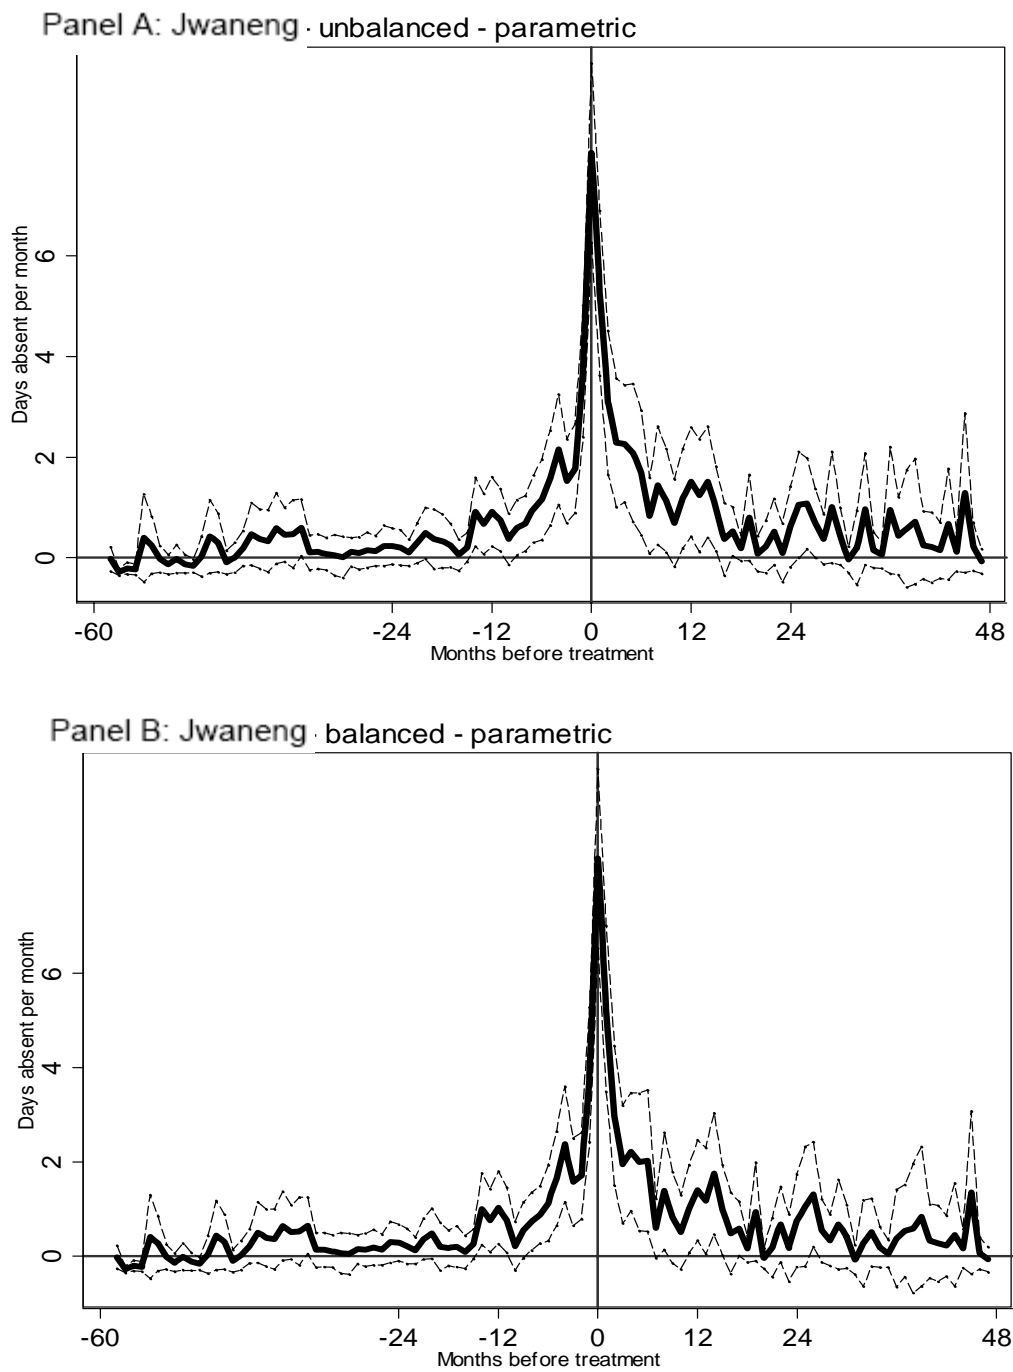 Panel A: Jwaneng - unbalanced - parametric
Days absent per month
6
4
2
0
-60 -24 -12 0 12 24 48
Months before treatment
Panel B: Jwaneng - balanced - parametric
Days absent per month
6
4
2
0
-60 -24 -12 0 12 24 48
Months before treatment